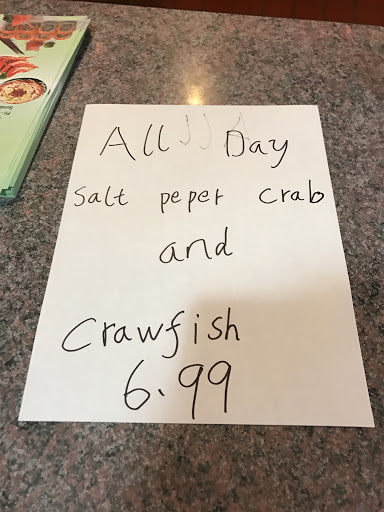 All Day
Salt peper Crab
and
Crawfish
6.99